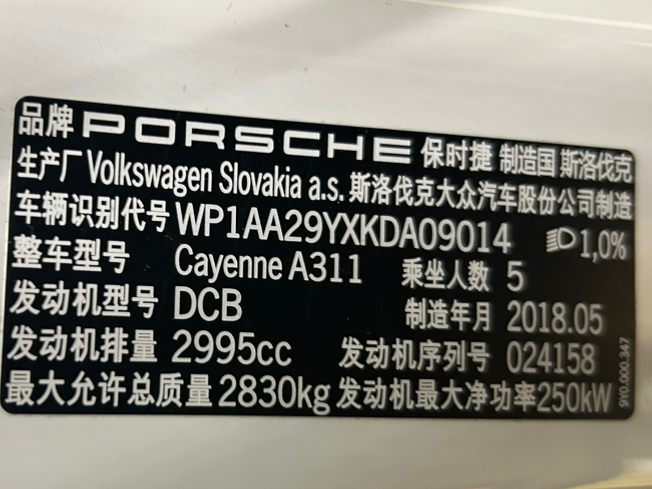 品牌 PORSCHE 保时捷 制造国 斯洛伐克
生产厂 Volkswagen Slovakia a.s. 斯洛伐克大众汽车股份公司制造
车辆识别代号 WP1AA29YXKDA09014 1,0%
整车型号 Cayenne A311 乘坐人数 5
发动机型号 DCB 制造年月 2018.05
发动机排量 2995cc 发动机序列号 024158
最大允许总质量 2830kg 发动机最大净功率 250kW
9Y0.000.347